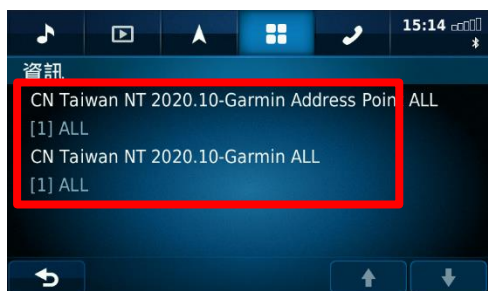 15:14
資訊
CN Taiwan NT 2020.10-Garmin Address Poin ALL
[1] ALL
CN Taiwan NT 2020.10-Garmin ALL
[1] ALL